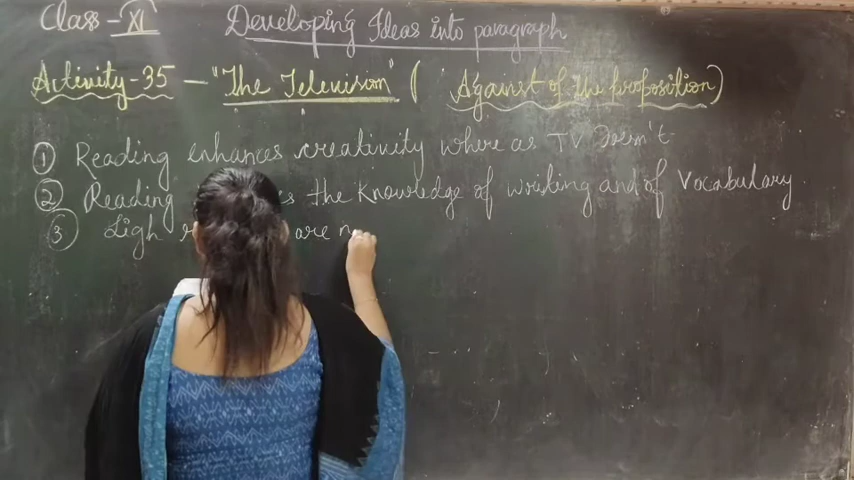 Class - XI Developing Ideas into paragraph
Activity-35 — "The Television" ( Against of the proposition)
1 Reading enhances creativity where as TV Doesn't
2 Reading the Knowledge of writing and of Vocabulary
3 Ligh are n